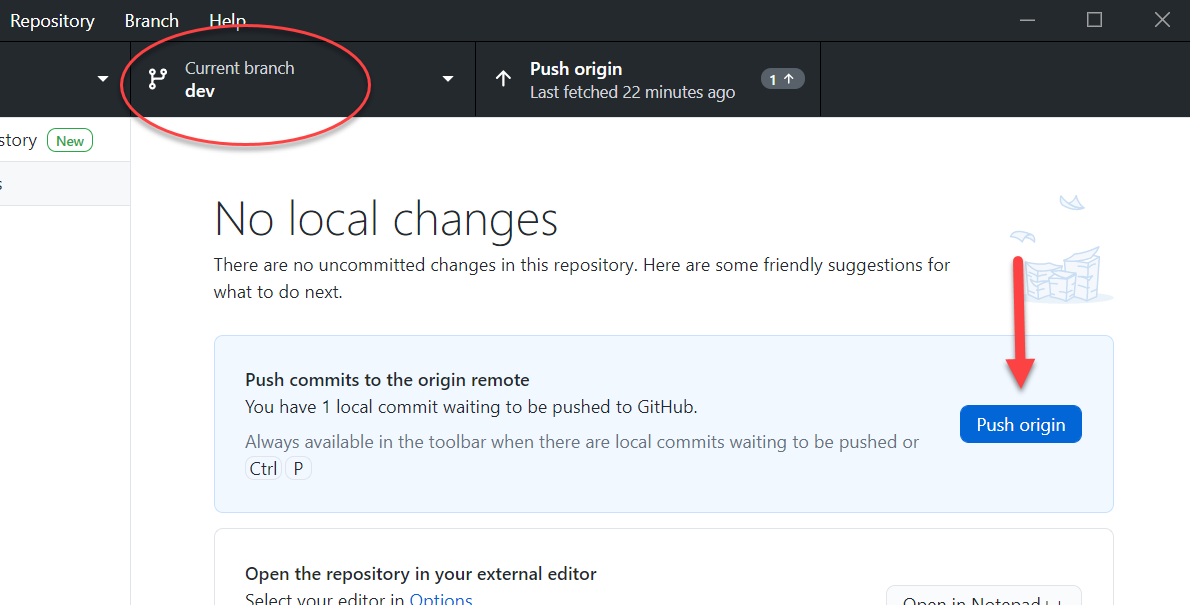 Repository Branch Help
Current branch
dev
Push origin
Last fetched 22 minutes ago
1
story New
s
No local changes
There are no uncommitted changes in this repository. Here are some friendly suggestions for
what to do next.
Push commits to the origin remote
You have 1 local commit waiting to be pushed to GitHub.
Always available in the toolbar when there are local commits waiting to be pushed or
Ctrl P
Push origin
Open the repository in your external editor
Select your editor in Options
Open in Notepad++